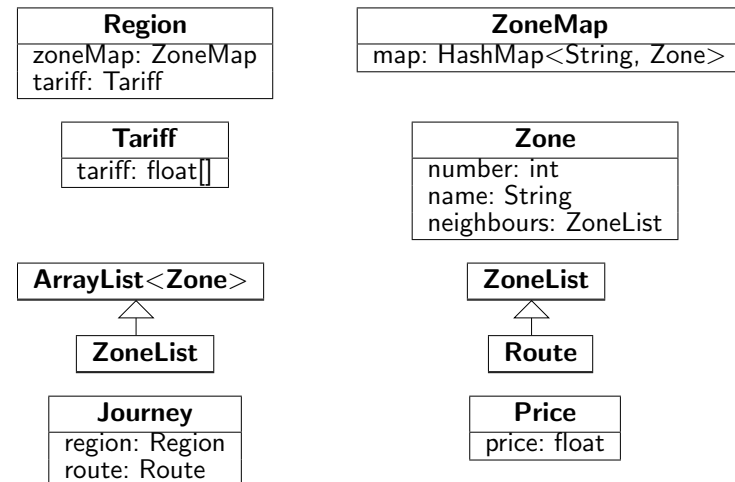 Region
zoneMap: ZoneMap
tariff: Tariff
ZoneMap
map: HashMap<String, Zone>
Tariff
tariff: float[]
Zone
number: int
name: String
neighbours: ZoneList
ArrayList<Zone>
ZoneList
ZoneList
Route
Journey
region: Region
route: Route
Price
price: float